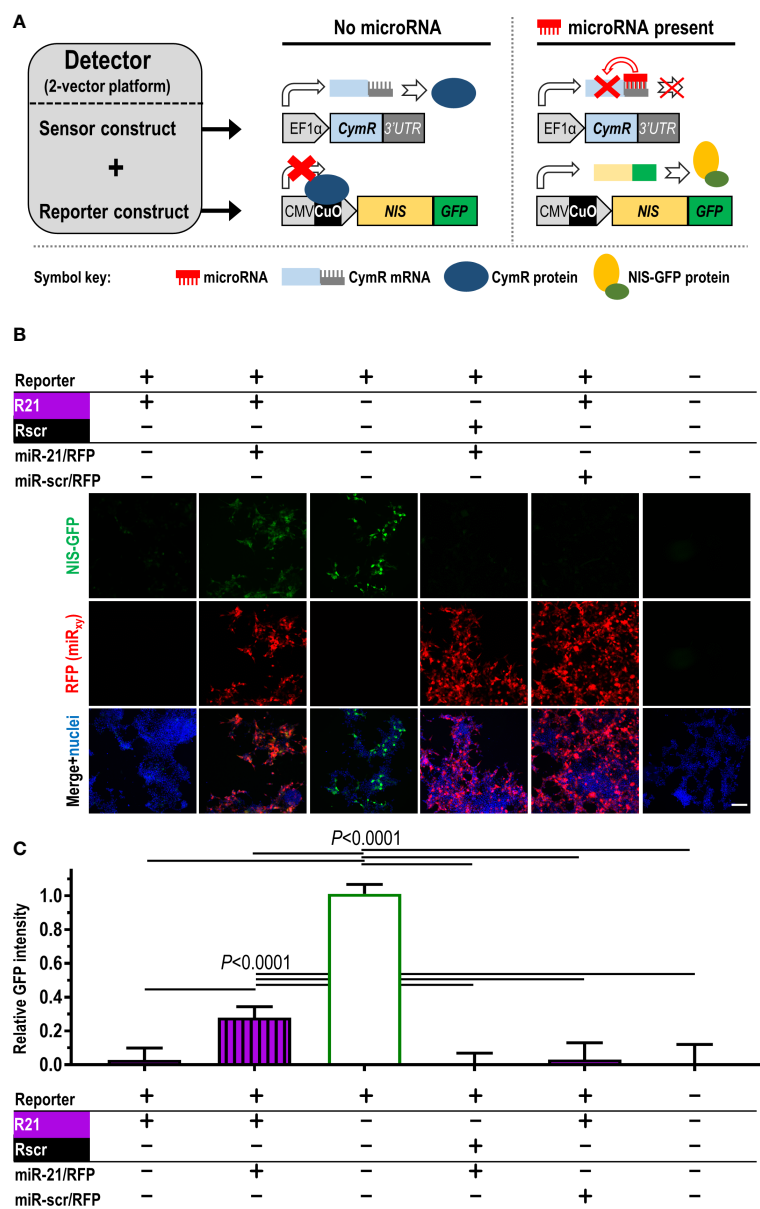 A
No microRNA
microRNA present
Detector
(2-vector platform)
Sensor construct
+
Reporter construct
EF1α CymR 3'UTR
EF1α CymR 3'UTR
CMV CuO NIS GFP
CMV CuO NIS GFP
Symbol key: microRNA CymR mRNA CymR protein NIS-GFP protein
B
Reporter + + + + + −
R21 + + − − + −
Rscr − − − + − −
miR-21/RFP − + − + − −
miR-scr/RFP − − − − + −
NIS-GFP
RFP (miRxy)
Merge+nuclei
C
P<0.0001
P<0.0001
Relative GFP intensity
1.0
0.8
0.6
0.4
0.2
0.0
Reporter + + + + + −
R21 + + − − + −
Rscr − − − + − −
miR-21/RFP − + − + − −
miR-scr/RFP − − − − + −